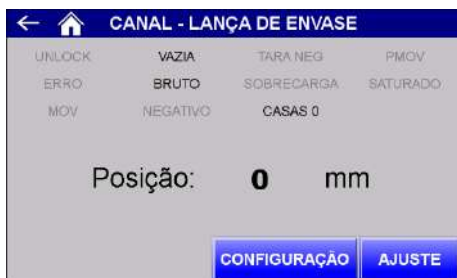 CANAL - LANÇA DE ENVASE
UNLOCK VAZIA TARA NEG PMOV
ERRO BRUTO SOBRECARGA SATURADO
MOV NEGATIVO CASAS 0
Posição: 0 mm
CONFIGURAÇÃO AJUSTE